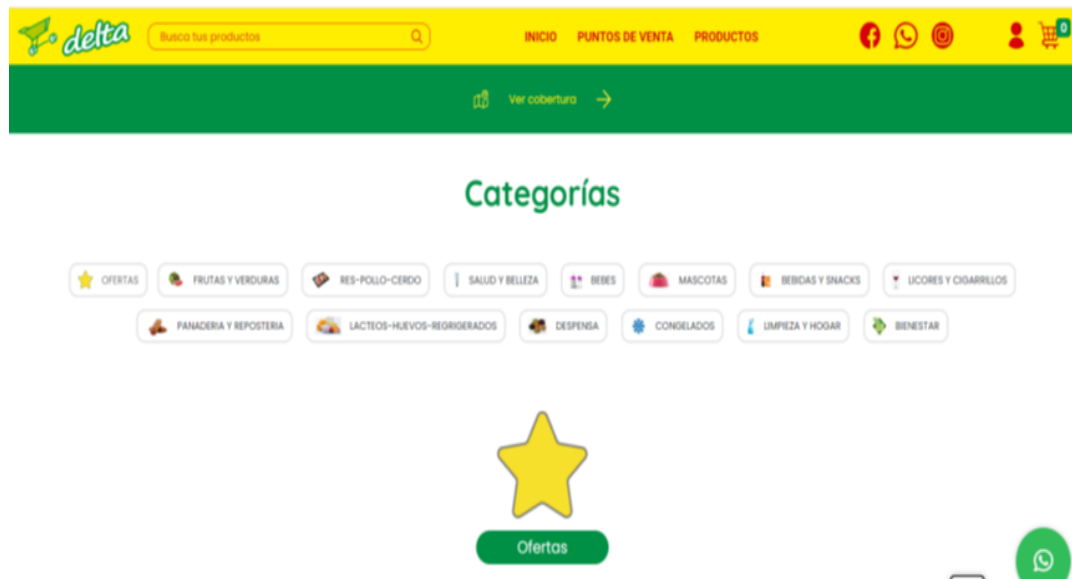 delta
Busca tus productos
INICIO PUNTOS DE VENTA PRODUCTOS
0
Ver cobertura
Categorías
OFERTAS FRUTAS Y VERDURAS RES-POLLO-CERDO SALUD Y BELLEZA BEBES MASCOTAS BEBIDAS Y SNACKS LICORES Y CIGARRILLOS
PANADERIA Y REPOSTERIA LACTEOS-HUEVOS-REGRIGERADOS DESPENSA CONGELADOS LIMPIEZA Y HOGAR BIENESTAR
Ofertas